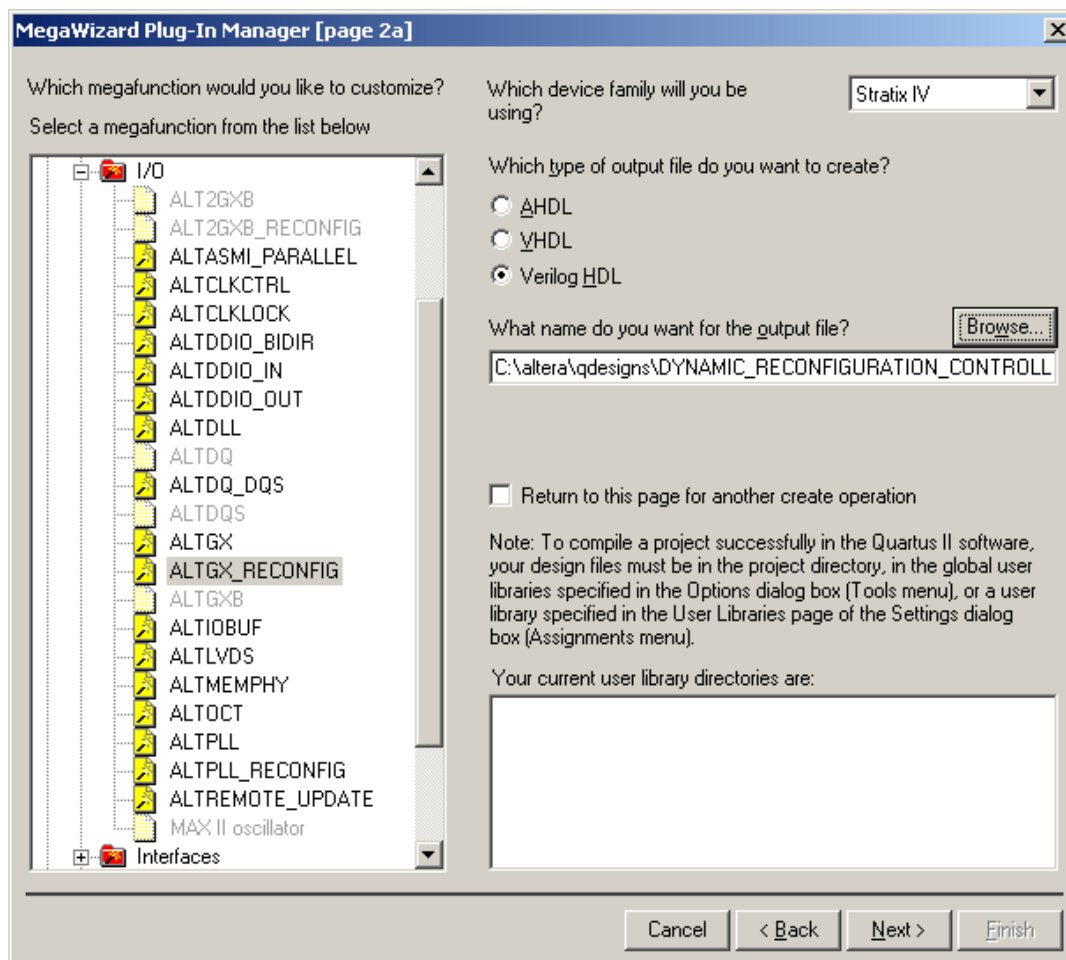 MegaWizard Plug-In Manager [page 2a]
Which megafunction would you like to customize?
Select a megafunction from the list below
I/O
ALT2GXB
ALT2GXB_RECONFIG
ALTASMI_PARALLEL
ALTCLKCTRL
ALTCLKLOCK
ALTDDIO_BIDIR
ALTDDIO_IN
ALTDDIO_OUT
ALTDLL
ALTDQ
ALTDQ_DQS
ALTDQS
ALTGX
ALTGX_RECONFIG
ALTGXB
ALTIOBUF
ALTLVDS
ALTMEMPHY
ALTOCT
ALTPLL
ALTPLL_RECONFIG
ALTREMOTE_UPDATE
MAX II oscillator
Interfaces
Which device family will you be
using?
Stratix IV
Which type of output file do you want to create?
AHDL
VHDL
Verilog HDL
What name do you want for the output file?
Browse...
C:\altera\qdesigns\DYNAMIC_RECONFIGURATION_CONTROLL
Return to this page for another create operation
Note: To compile a project successfully in the Quartus II software,
your design files must be in the project directory, in the global user
libraries specified in the Options dialog box (Tools menu), or a user
library specified in the User Libraries page of the Settings dialog
box (Assignments menu).
Your current user library directories are:
Cancel
< Back
Next >
Finish